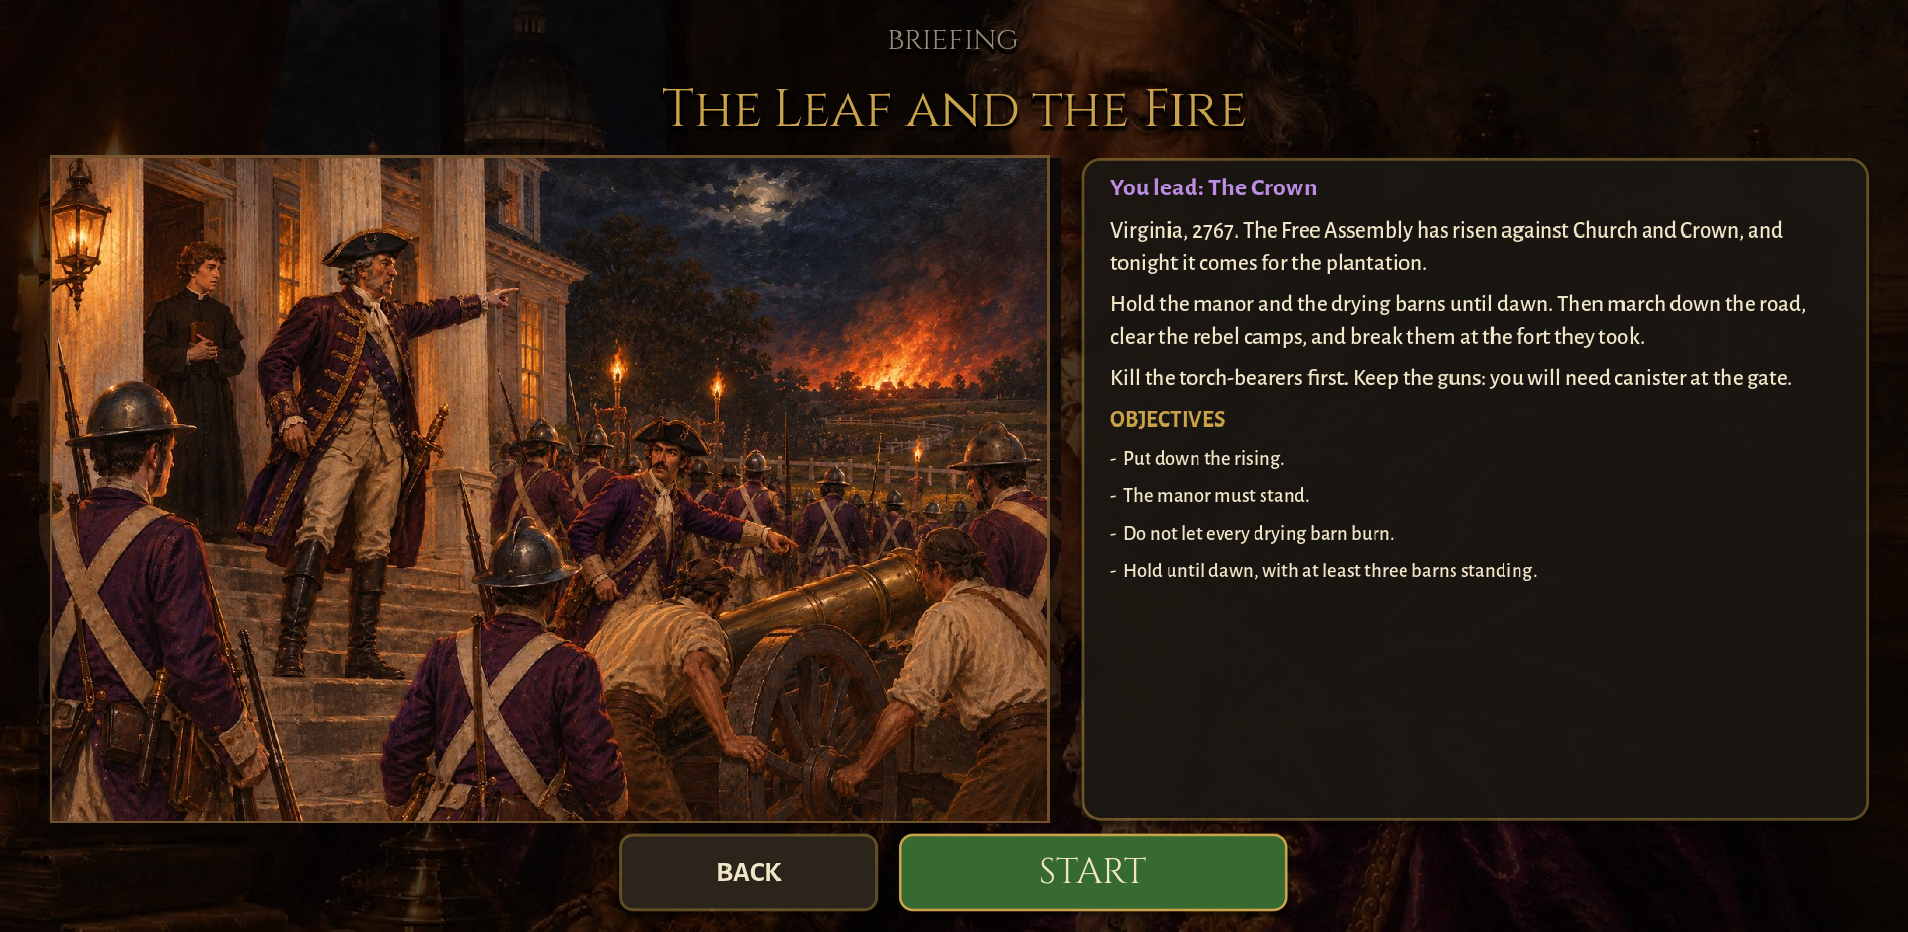 BRIEFING
The Leaf and the Fire
You lead: The Crown
Virginia, 2767. The Free Assembly has risen against Church and Crown, and
tonight it comes for the plantation.
Hold the manor and the drying barns until dawn. Then march down the road,
clear the rebel camps, and break them at the fort they took.
Kill the torch-bearers first. Keep the guns: you will need canister at the gate.
OBJECTIVES
- Put down the rising.
- The manor must stand.
- Do not let every drying barn burn.
- Hold until dawn, with at least three barns standing.
BACK
START